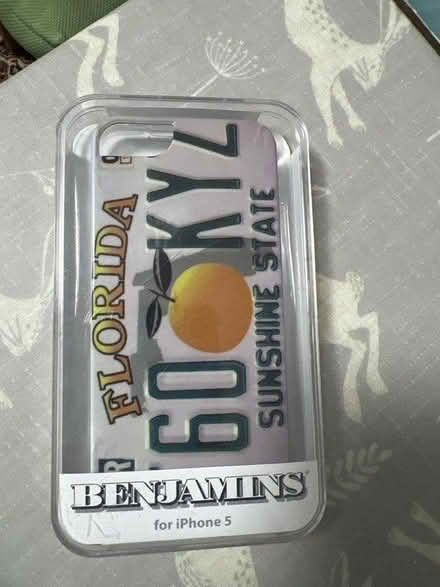 FLORIDA
60 KYZ
SUNSHINE STATE
BENJAMINS
for iPhone 5